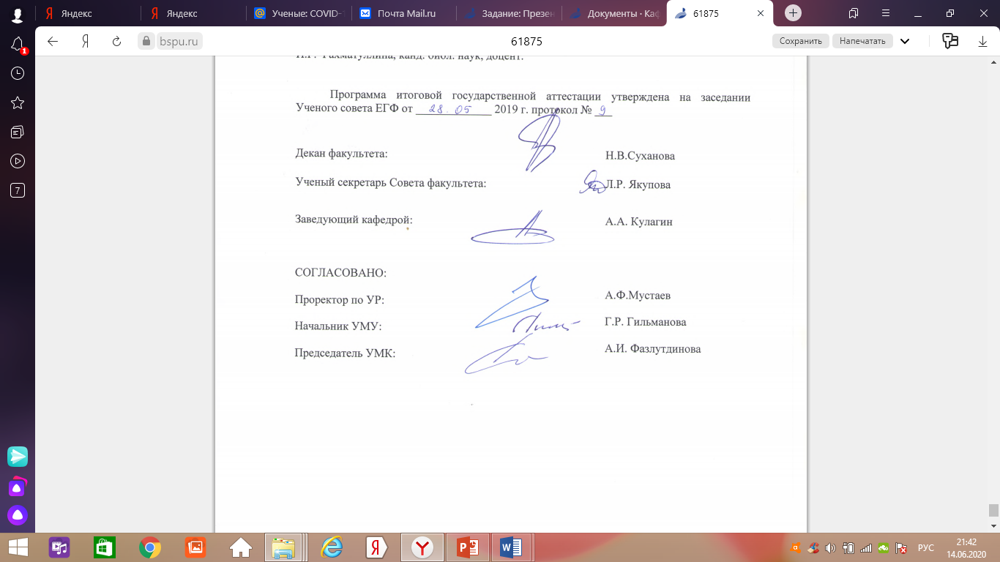 Яндекс
Яндекс
Ученые: COVID-1
Почта Mail.ru
Задание: Презен
Документы · Каф
61875
1
bspu.ru
61875
Сохранить
Напечатать
7
И.Г. Рахматуллина, канд. биол. наук, доцент.
Программа итоговой государственной аттестации утверждена на заседании
Ученого совета ЕГФ от 28.05 2019 г. протокол № 9
Декан факультета: Н.В.Суханова
Ученый секретарь Совета факультета: Л.Р. Якупова
Заведующий кафедрой: А.А. Кулагин
СОГЛАСОВАНО:
Проректор по УР: А.Ф.Мустаев
Начальник УМУ: Г.Р. Гильманова
Председатель УМК: А.И. Фазлутдинова
РУС
21:42
14.06.2020